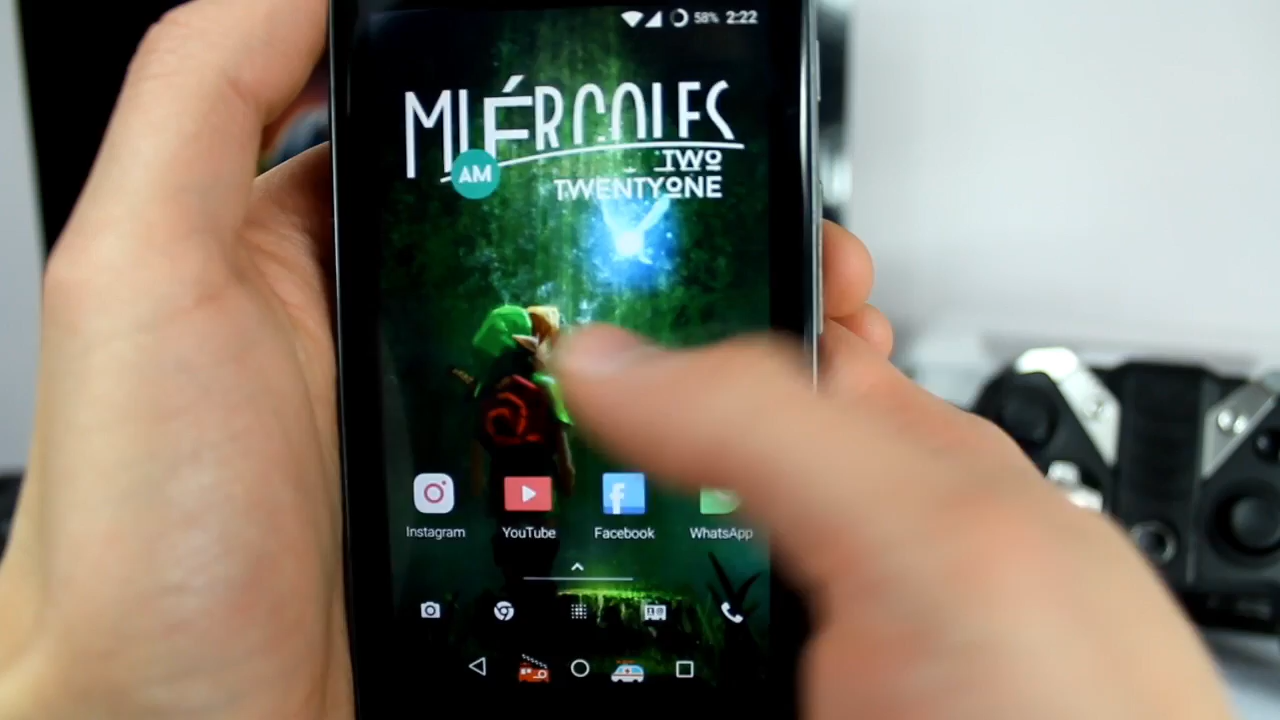 58% 2:22
MIÉRCOLES
AM
TWO
TWENTYONE
Instagram YouTube Facebook WhatsApp